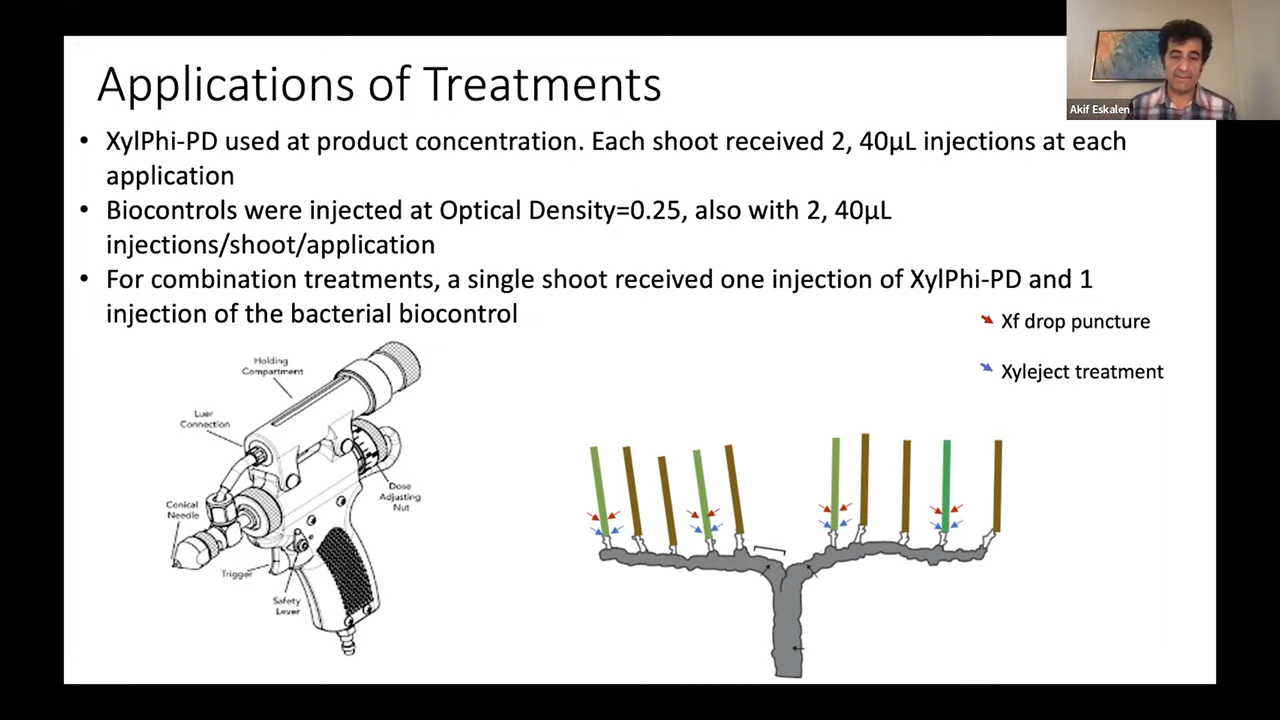 Applications of Treatments
Akif Eskalen
• XylPhi-PD used at product concentration. Each shoot received 2, 40µL injections at each
application
• Biocontrols were injected at Optical Density=0.25, also with 2, 40µL
injections/shoot/application
• For combination treatments, a single shoot received one injection of XylPhi-PD and 1
injection of the bacterial biocontrol
Xf drop puncture
Xyleject treatment
Holding
Compartment
Luer
Connection
Conical
Needle
Dose
Adjusting
Nut
Trigger
Safety
Lever